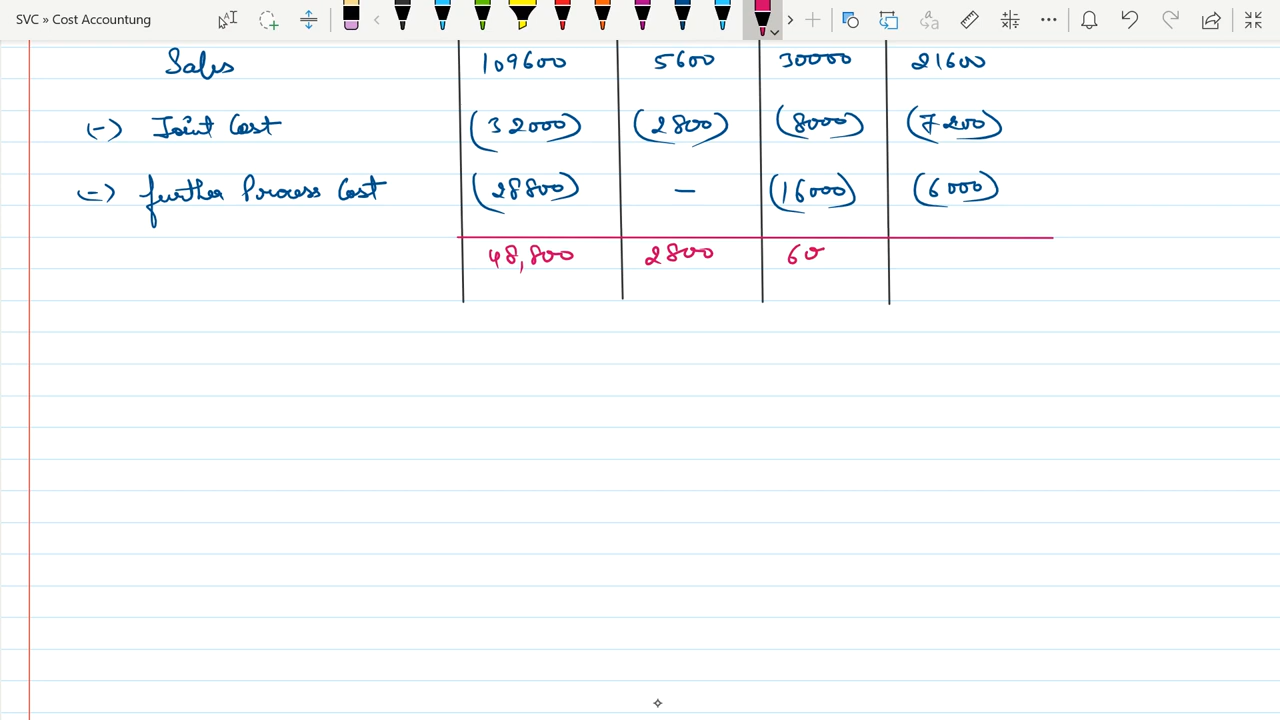 SVC » Cost Accountung
Sales 109600 5600 30000 21600
(-) Joint Cost (32000) (2800) (8000) (7200)
(-) further Process Cost (28800) - (16000) (6000)
48,800 2800 60